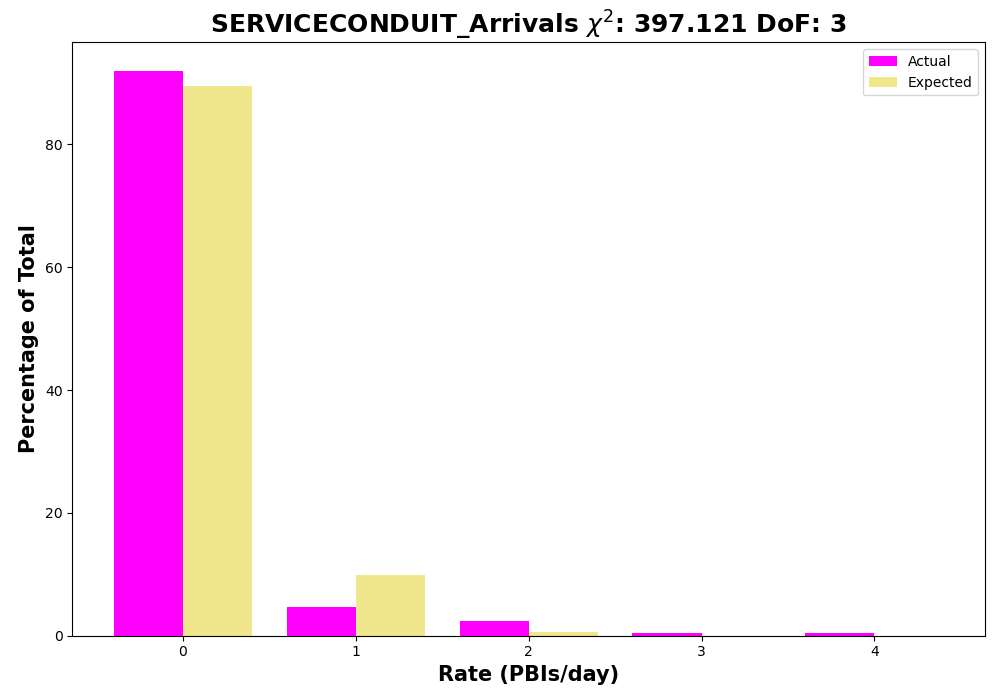 SERVICECONDUIT_Arrivals χ²: 397.121 DoF: 3
Actual
Expected
Percentage of Total
80
60
40
20
0
0 1 2 3 4
Rate (PBIs/day)